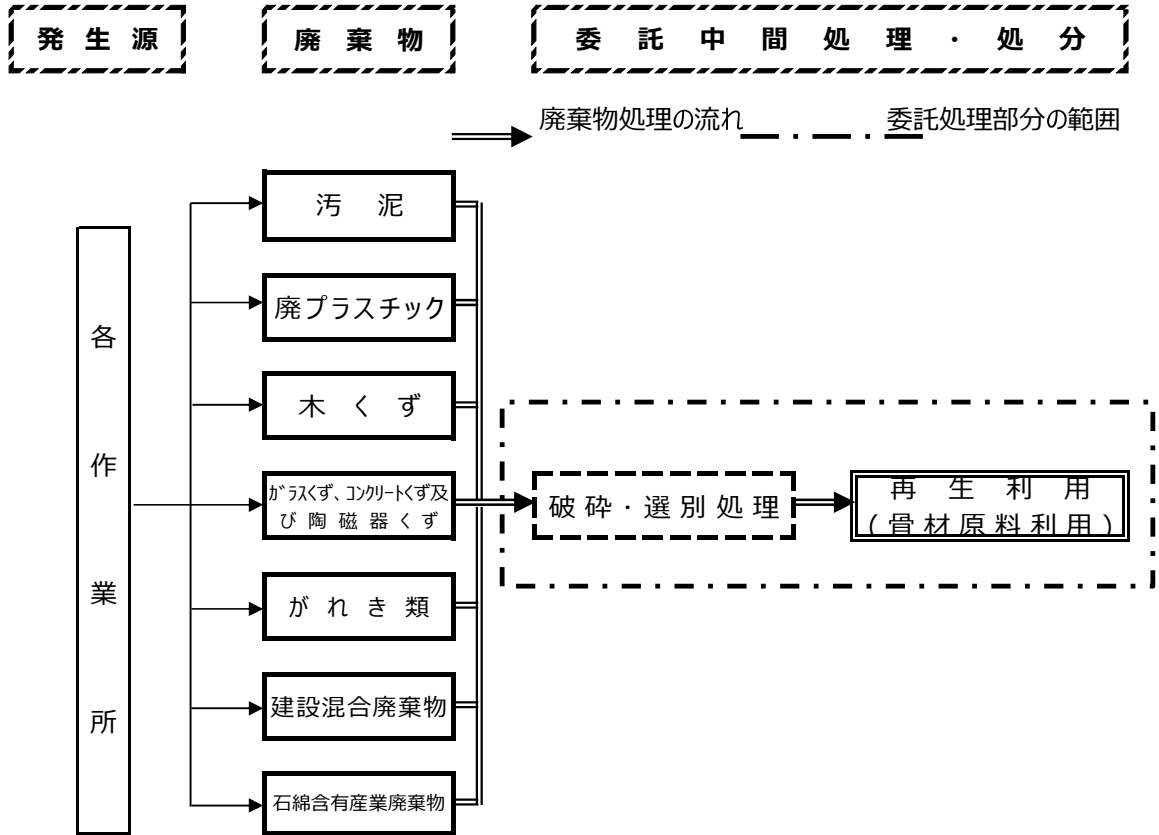 発生源
廃棄物
委託中間処理・処分
廃棄物処理の流れ
委託処理部分の範囲
各作業所
汚泥
廃プラスチック
木くず
ガラスくず、コンクリートくず及
び陶磁器くず
がれき類
建設混合廃棄物
石綿含有産業廃棄物
破砕・選別処理
再生利用
(骨材原料利用)